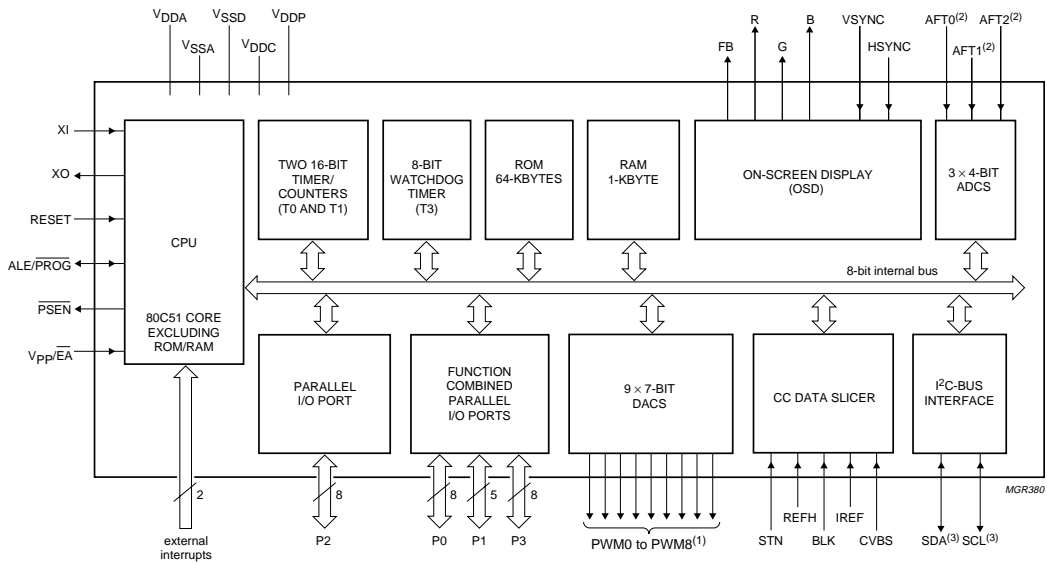 VDDA
VSSA
VSSD
VDDC
VDDP
R
B
VSYNC
AFT0(2)
AFT2(2)
FB
G
HSYNC
AFT1(2)
XI
XO
RESET
ALE/PROG
PSEN
VPP/EA
CPU
80C51 CORE
EXCLUDING
ROM/RAM
TWO 16-BIT
TIMER/
COUNTERS
(T0 AND T1)
8-BIT
WATCHDOG
TIMER
(T3)
ROM
64-KBYTES
RAM
1-KBYTE
ON-SCREEN DISPLAY
(OSD)
3 × 4-BIT
ADCS
8-bit internal bus
PARALLEL
I/O PORT
FUNCTION
COMBINED
PARALLEL
I/O PORTS
9 × 7-BIT
DACS
CC DATA SLICER
I2C-BUS
INTERFACE
MGR380
2
8
8
5
8
external
interrupts
P2
P0
P1
P3
PWM0 to PWM8(1)
STN
REFH
BLK
IREF
CVBS
SDA(3)
SCL(3)